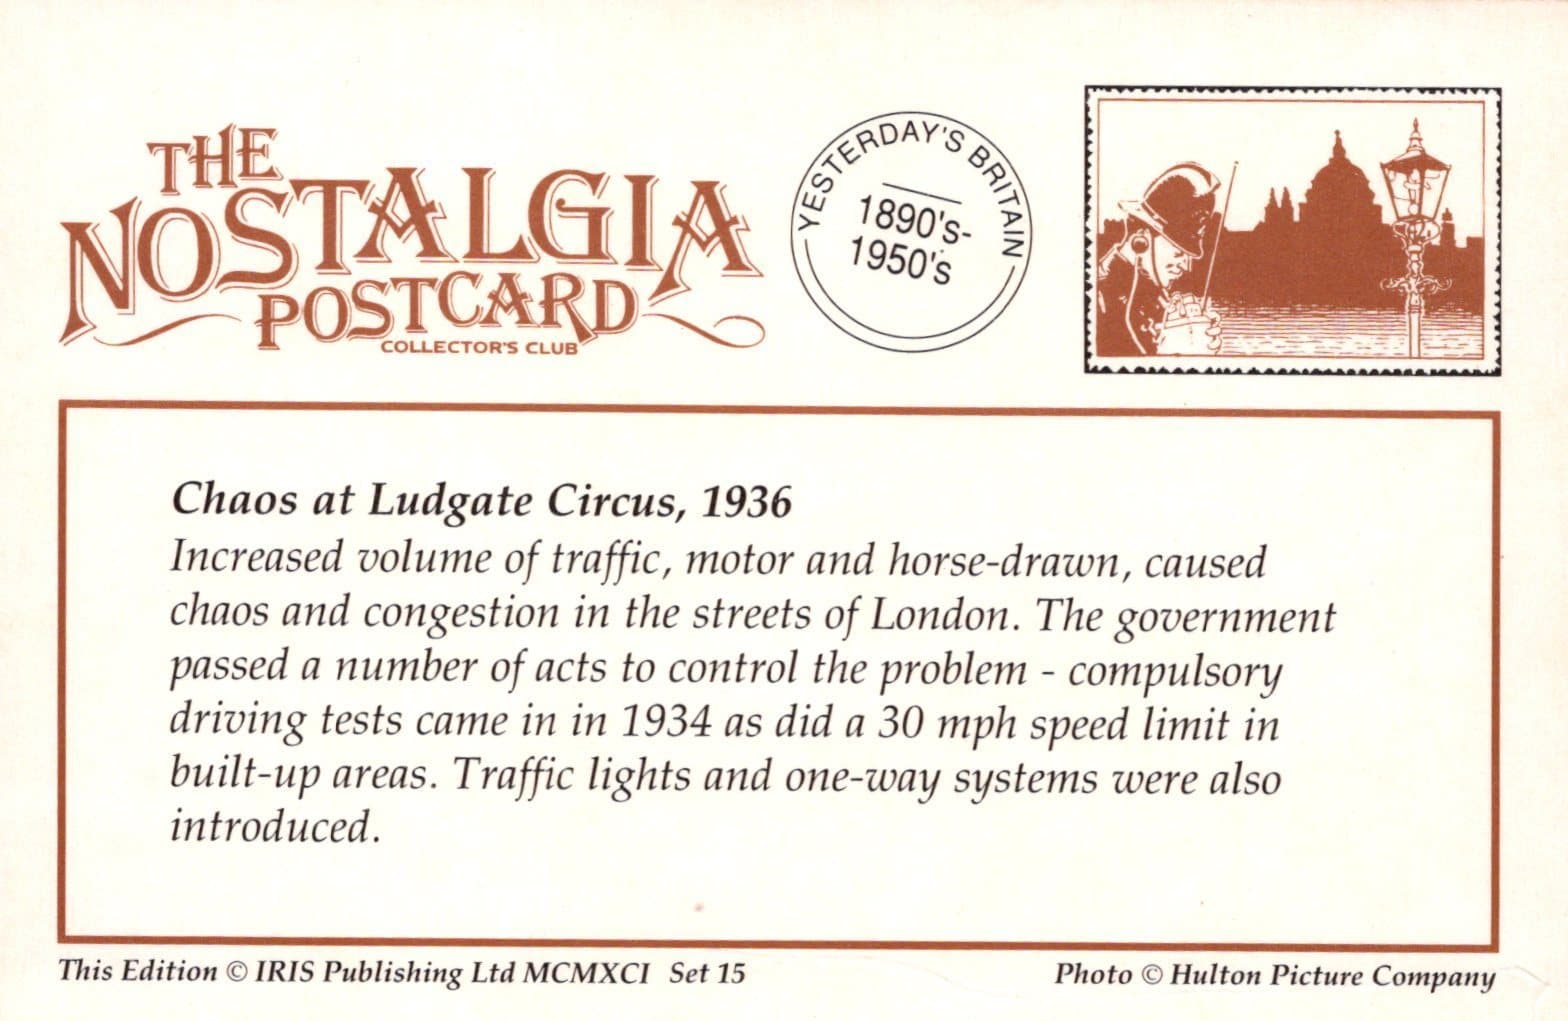 THE
NOSTALGIA
POSTCARD
COLLECTOR'S CLUB
YESTERDAY'S BRITAIN
1890's-
1950's
Chaos at Ludgate Circus, 1936
Increased volume of traffic, motor and horse-drawn, caused
chaos and congestion in the streets of London. The government
passed a number of acts to control the problem - compulsory
driving tests came in in 1934 as did a 30 mph speed limit in
built-up areas. Traffic lights and one-way systems were also
introduced.
This Edition © IRIS Publishing Ltd MCMXCI Set 15
Photo © Hulton Picture Company